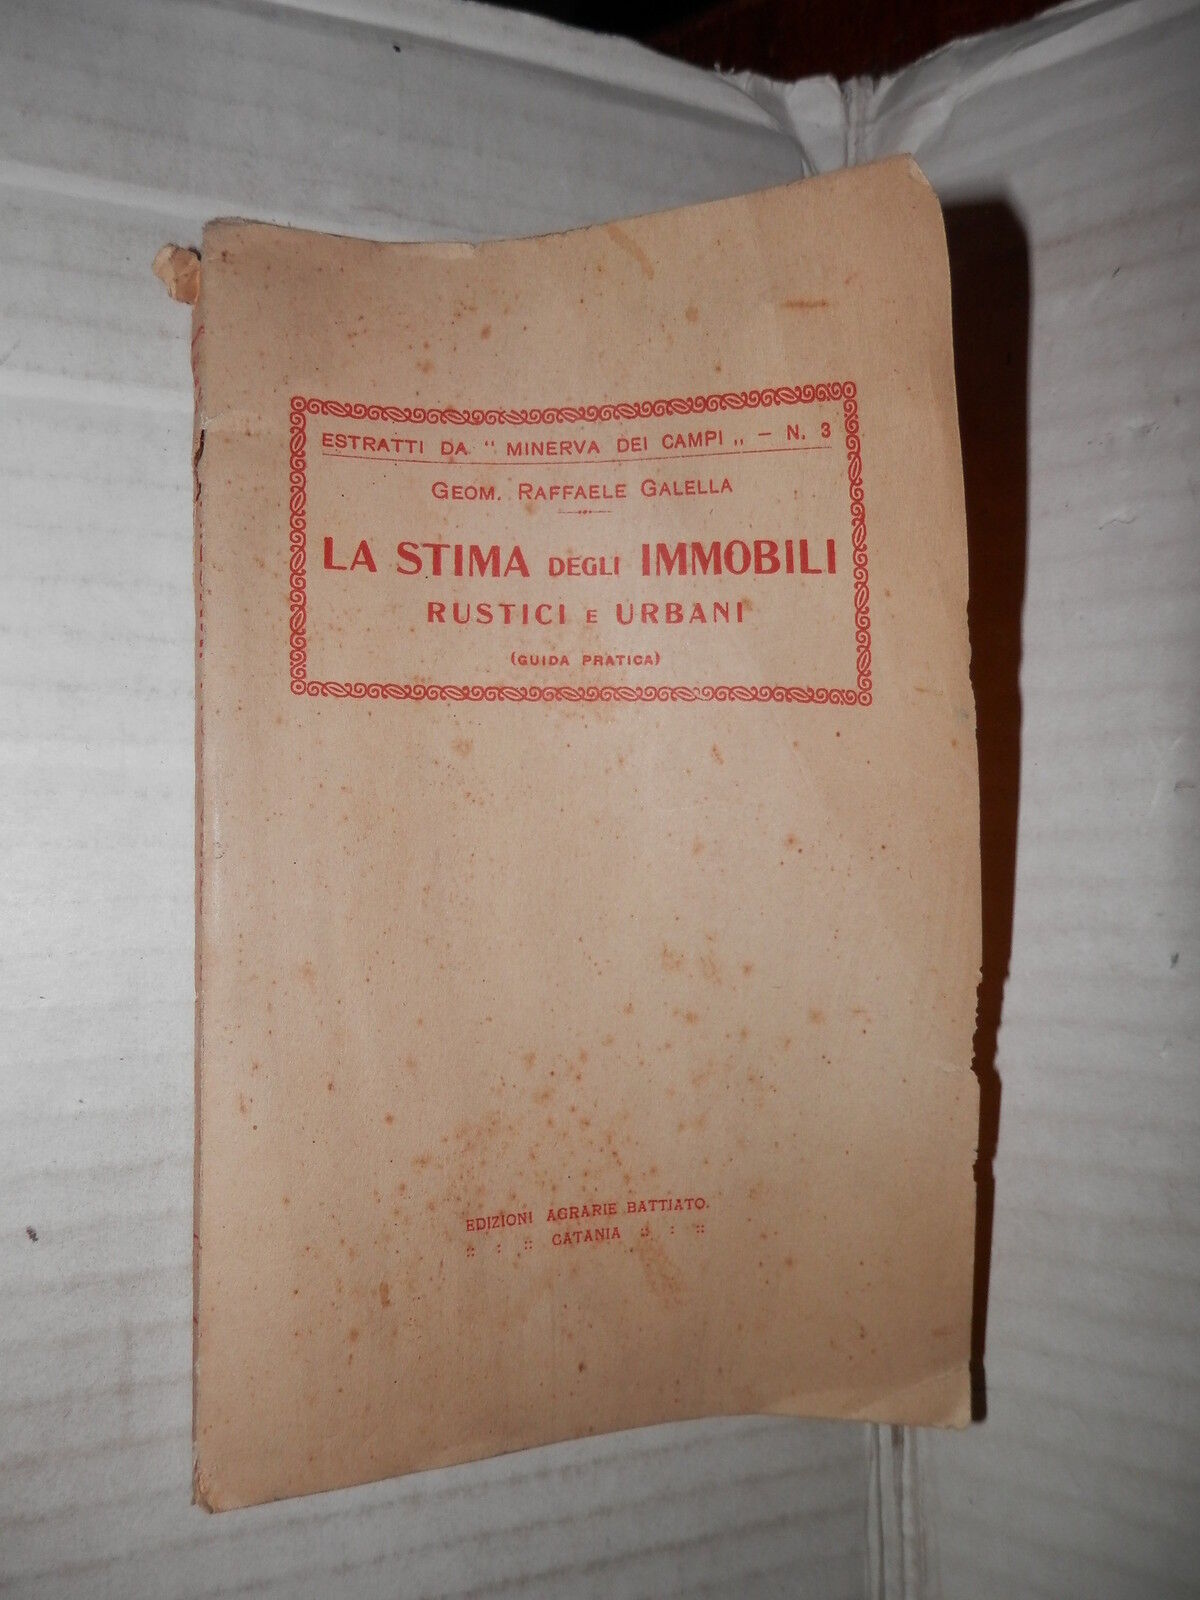 ESTRATTI DA “ MINERVA DEI CAMPI „ – N. 3
GEOM. RAFFAELE GALELLA
LA STIMA DEGLI IMMOBILI
RUSTICI E URBANI
(GUIDA PRATICA)
EDIZIONI AGRARIE BATTIATO.
:: : :: CATANIA :: : ::